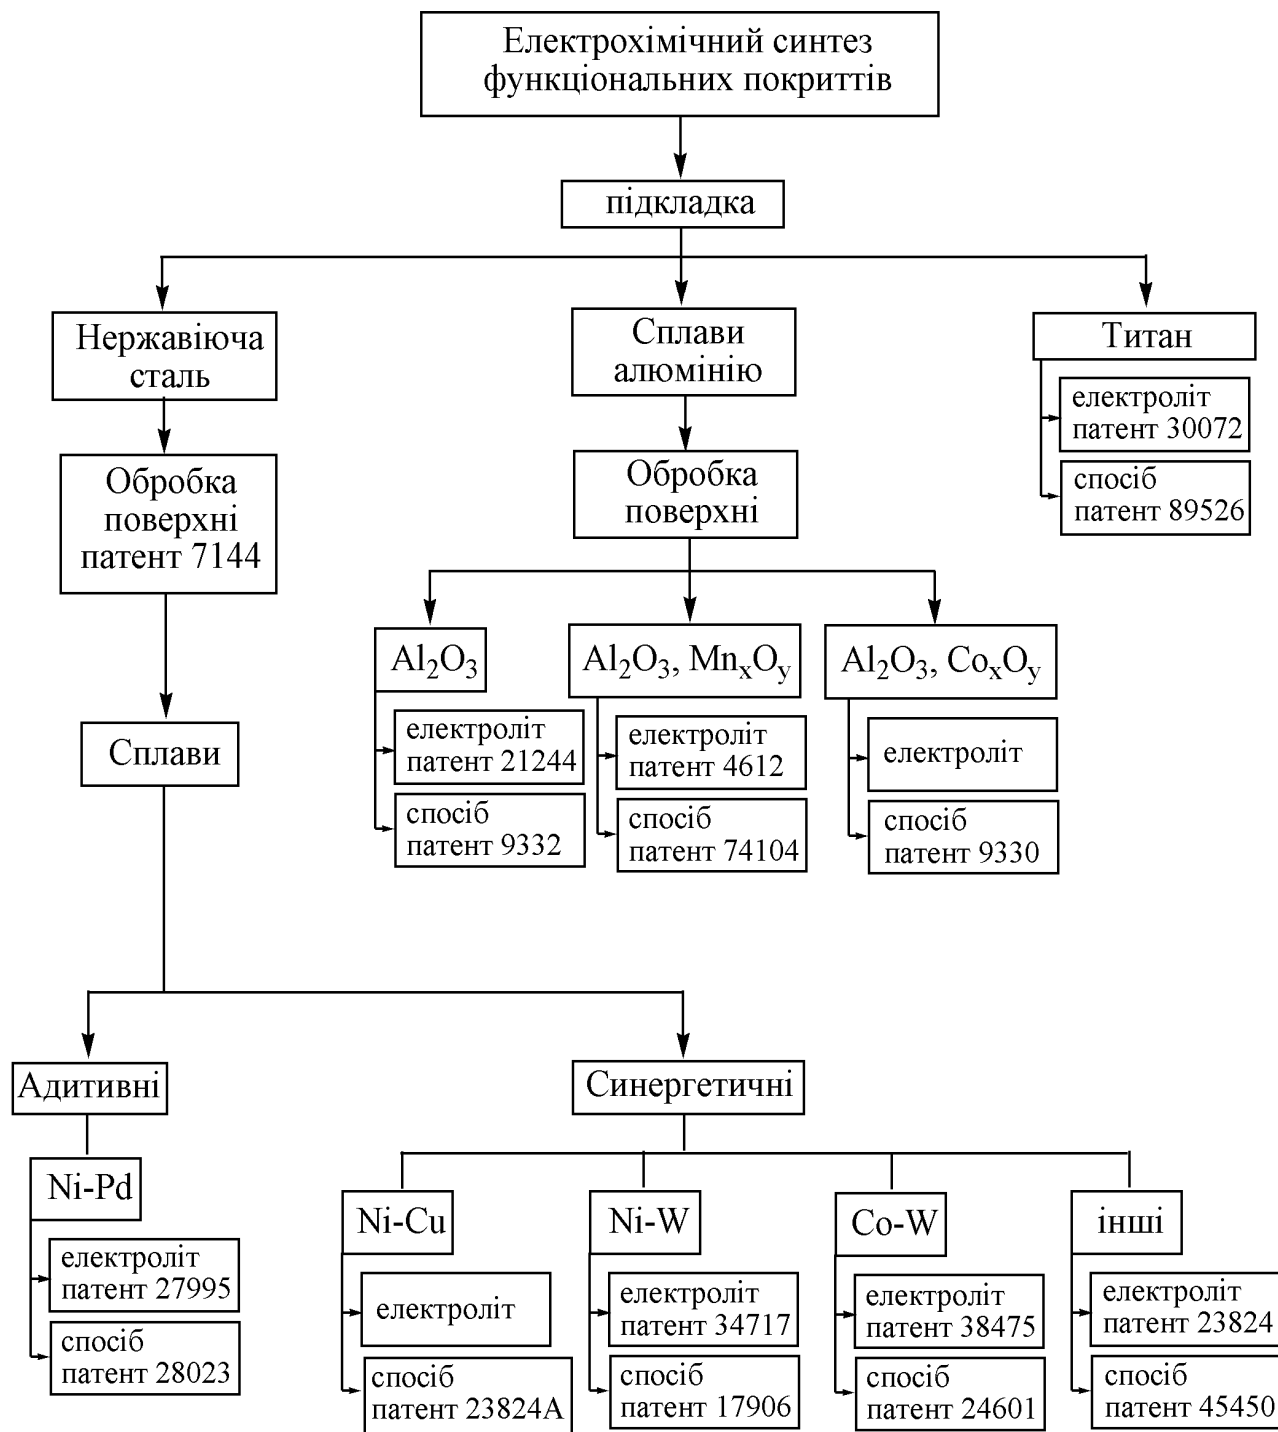 Електрохімічний синтез
функціональних покриттів
підкладка
Нержавіюча
сталь
Сплави
алюмінію
Титан
електроліт
патент 30072
спосіб
патент 89526
Обробка
поверхні
патент 7144
Обробка
поверхні
Al₂O₃
Al₂O₃, MnₓOᵧ
Al₂O₃, CoₓOᵧ
електроліт
патент 21244
спосіб
патент 9332
електроліт
патент 4612
спосіб
патент 74104
електроліт
спосіб
патент 9330
Сплави
Адитивні
Синергетичні
Ni-Pd
електроліт
патент 27995
спосіб
патент 28023
Ni-Cu
електроліт
спосіб
патент 23824А
Ni-W
електроліт
патент 34717
спосіб
патент 17906
Co-W
електроліт
патент 38475
спосіб
патент 24601
інші
електроліт
патент 23824
спосіб
патент 45450